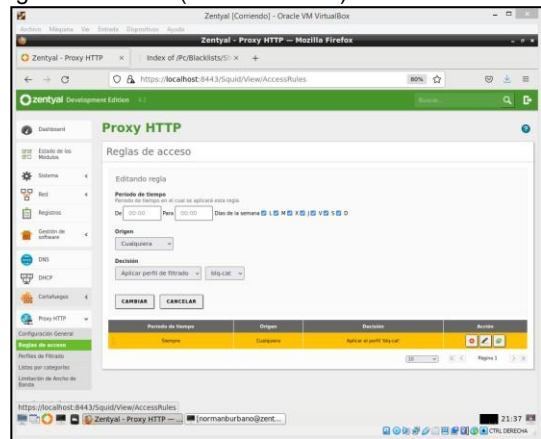 Zentyal [Corriendo] - Oracle VM VirtualBox
Archivo Máquina Ver Entrada Dispositivos Ayuda
Zentyal - Proxy HTTP — Mozilla Firefox
Zentyal - Proxy HTTP × Index of /Pc/Blacklists/S × +
https://localhost:8443/Squid/View/AccessRules 80%
zentyal Development Edition
Buscar...
Dashboard
Estado de los Módulos
Sistema
Red
Registros
Gestión de software
DNS
DHCP
Cortafuegos
Proxy HTTP
Configuración General
Reglas de acceso
Perfiles de Filtrado
Listas por categorías
Limitación de Ancho de Banda
Proxy HTTP
Reglas de acceso
Editando regla
Periodo de tiempo
Periodo de tiempo en el cual se aplicará esta regla
De 00:00 Para 00:00 Días de la semana L M X J V S D
Origen
Cualquiera
Decisión
Aplicar perfil de filtrado blq-cat
CAMBIAR CANCELAR
Periodo de tiempo Origen Decisión Acción
Siempre Cualquiera Aplicar el perfil 'blq-cat'
10 Página 1
https://localhost:8443/Squid/View/AccessRules
Zentyal - Proxy HTTP — ... [normanburbano@zent... 21:37
CTRL DERECHA